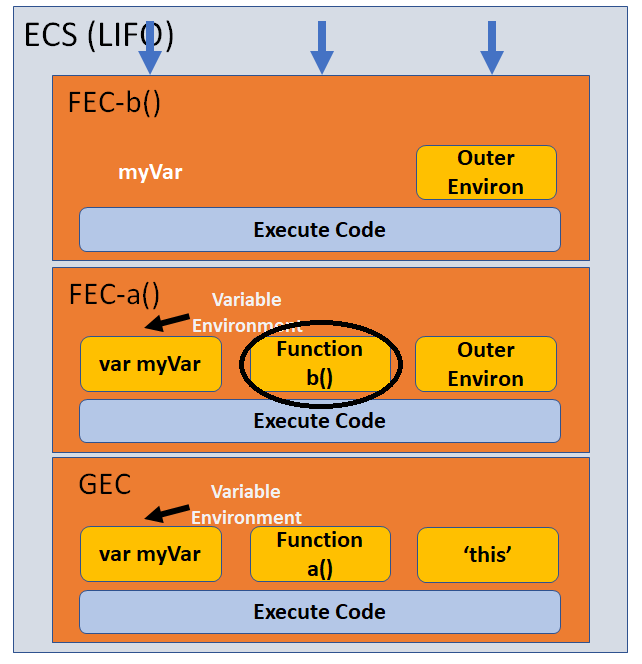 ECS (LIFO)
FEC-b()
myVar
Outer
Environ
Execute Code
FEC-a()
Variable
Environment
var myVar
Function
b()
Outer
Environ
Execute Code
GEC
Variable
Environment
var myVar
Function
a()
‘this’
Execute Code